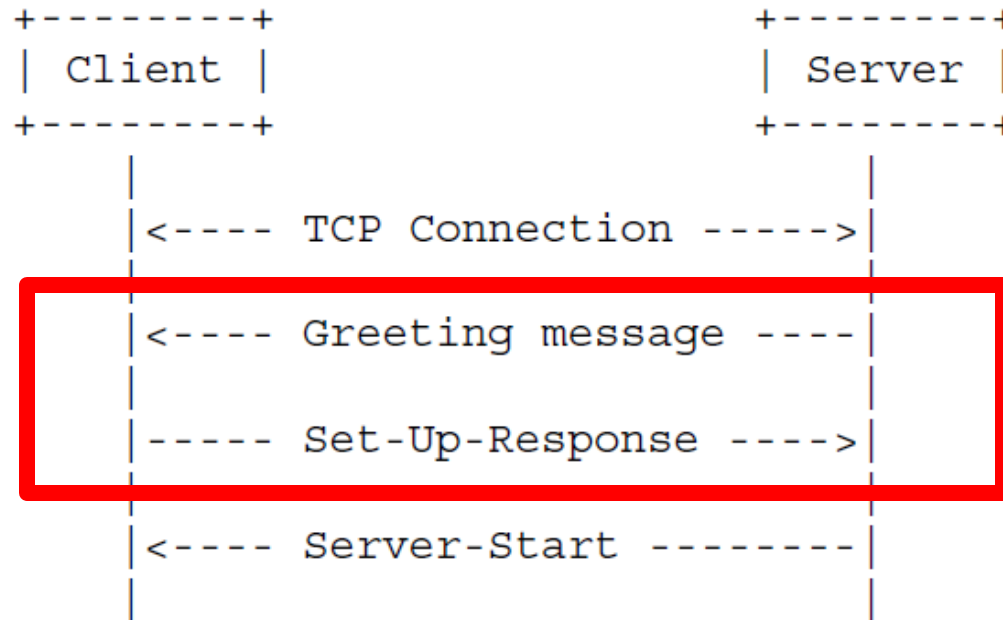 +--------+ +--------+
| Client | | Server |
+--------+ +--------+
| |
|<---- TCP Connection ----->|
| |
|<---- Greeting message ----|
| |
|----- Set-Up-Response ---->|
| |
|<---- Server-Start --------|
| |